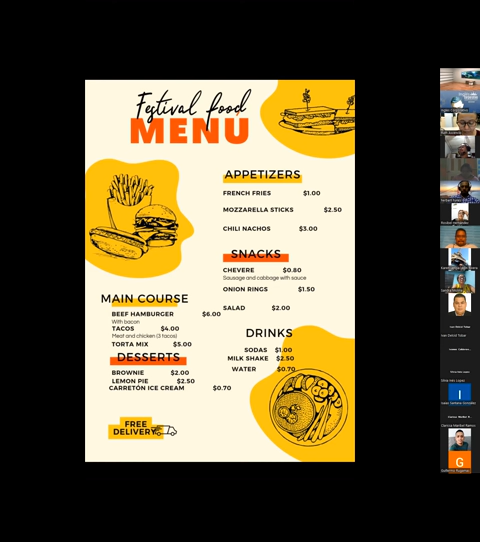 Festival food
MENU
APPETIZERS
FRENCH FRIES $1.00
MOZZARELLA STICKS $2.50
CHILI NACHOS $3.00
SNACKS
CHEVERE $0.80
Sausage and cabbage with sauce
ONION RINGS $1.50
SALAD $2.00
MAIN COURSE
BEEF HAMBURGER $6.00
With bacon
TACOS $4.00
Meat and chicken (3 tacos)
TORTA MIX $5.00
DESSERTS
BROWNIE $2.00
LEMON PIE $2.50
CARRETÓN ICE CREAM $0.70
DRINKS
SODAS $1.00
MILK SHAKE $2.50
WATER $0.70
FREE
DELIVERY
I
G